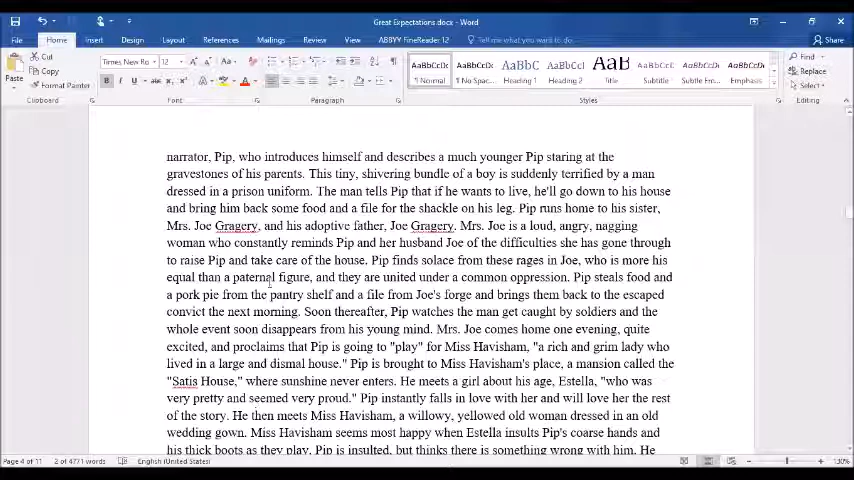 Great Expectations.docx - Word
Share
File Home Insert Design Layout References Mailings Review View ABBYY FineReader 12 Tell me what you want to do...
Paste Cut Copy Format Painter Clipboard
Times New Ro 12 Font
Paragraph
AaBbCcDc AaBbCcDc AaBbC AaBbCcI AaB AaBbCcD AaBbCcDc AaBbCcDc
¶ Normal ¶ No Spac... Heading 1 Heading 2 Title Subtitle Subtle Em... Emphasis
Styles
Find Replace Select Editing
narrator, Pip, who introduces himself and describes a much younger Pip staring at the
gravestones of his parents. This tiny, shivering bundle of a boy is suddenly terrified by a man
dressed in a prison uniform. The man tells Pip that if he wants to live, he'll go down to his house
and bring him back some food and a file for the shackle on his leg. Pip runs home to his sister,
Mrs. Joe Gragery, and his adoptive father, Joe Gragery. Mrs. Joe is a loud, angry, nagging
woman who constantly reminds Pip and her husband Joe of the difficulties she has gone through
to raise Pip and take care of the house. Pip finds solace from these rages in Joe, who is more his
equal than a paternal figure, and they are united under a common oppression. Pip steals food and
a pork pie from the pantry shelf and a file from Joe's forge and brings them back to the escaped
convict the next morning. Soon thereafter, Pip watches the man get caught by soldiers and the
whole event soon disappears from his young mind. Mrs. Joe comes home one evening, quite
excited, and proclaims that Pip is going to "play" for Miss Havisham, "a rich and grim lady who
lived in a large and dismal house." Pip is brought to Miss Havisham's place, a mansion called the
"Satis House," where sunshine never enters. He meets a girl about his age, Estella, "who was
very pretty and seemed very proud." Pip instantly falls in love with her and will love her the rest
of the story. He then meets Miss Havisham, a willowy, yellowed old woman dressed in an old
wedding gown. Miss Havisham seems most happy when Estella insults Pip's coarse hands and
his thick boots as they play. Pip is insulted, but thinks there is something wrong with him. He
Page 4 of 11 2 of 4771 words English (United States) 130%